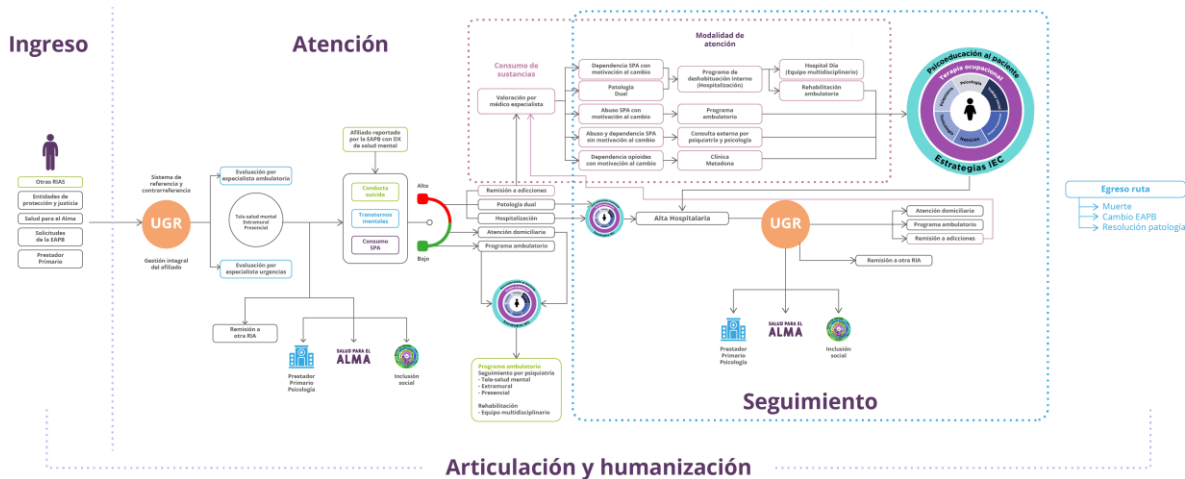 Ingreso
Otras RIAS
Entidades
de protección y justicia
Salud para el Alma
Solicitudes
de la EAPB
Prestador
Primario
Atención
Sistema de
referencia y
contrarreferencia
UGR
Gestión integral
del afiliado
Evaluación por
especialista ambulatoria
Tele-salud mental
Extramural
Presencial
Evaluación por
especialista urgencias
Remisión a
otra RIA
Prestador
Primario
Psicología
SALUD PARA EL
ALMA
Inclusión
social
Afiliado reportado
por la EAPB con DX
de salud mental
Conducta
suicida
Transtornos
mentales
Consumo
SPA
Alto
Bajo
Remisión a adicciones
Patología dual
Hospitalización
Atención domiciliaria
Programa ambulatorio
Programa ambulatorio
Seguimiento por psiquiatría
- Tele-salud mental
- Extramural
- Presencial
Rehabilitación
- Equipo multidisciplinario
Consumo de
sustancias
Valoración por
médico especialista
Modalidad de
atención
Dependencia SPA con
motivación al cambio
Patología
Dual
Abuso SPA con
motivación al cambio
Abuso y dependencia SPA
sin motivación al cambio
Dependencia opioides
con motivación al cambio
Programa de
deshabituación interno
(Hospitalización)
Programa
ambulatorio
Consulta externa por
psiquiatría y psicología
Clínica
Metadona
Hospital Día
(Equipo multidisciplinario)
Rehabilitación
ambulatoria
Psicoeducación al paciente
Terapia ocupacional
Psicología
Nutrición
Estrategias IEC
Alta Hospitalaria
UGR
Atención domiciliaria
Programa ambulatorio
Remisión a adicciones
Remisión a otro RIA
Prestador
Primario
Psicología
SALUD PARA EL
ALMA
Inclusión
social
Seguimiento
Egreso ruta
Muerte
Cambio EAPB
Resolución patología
Articulación y humanización